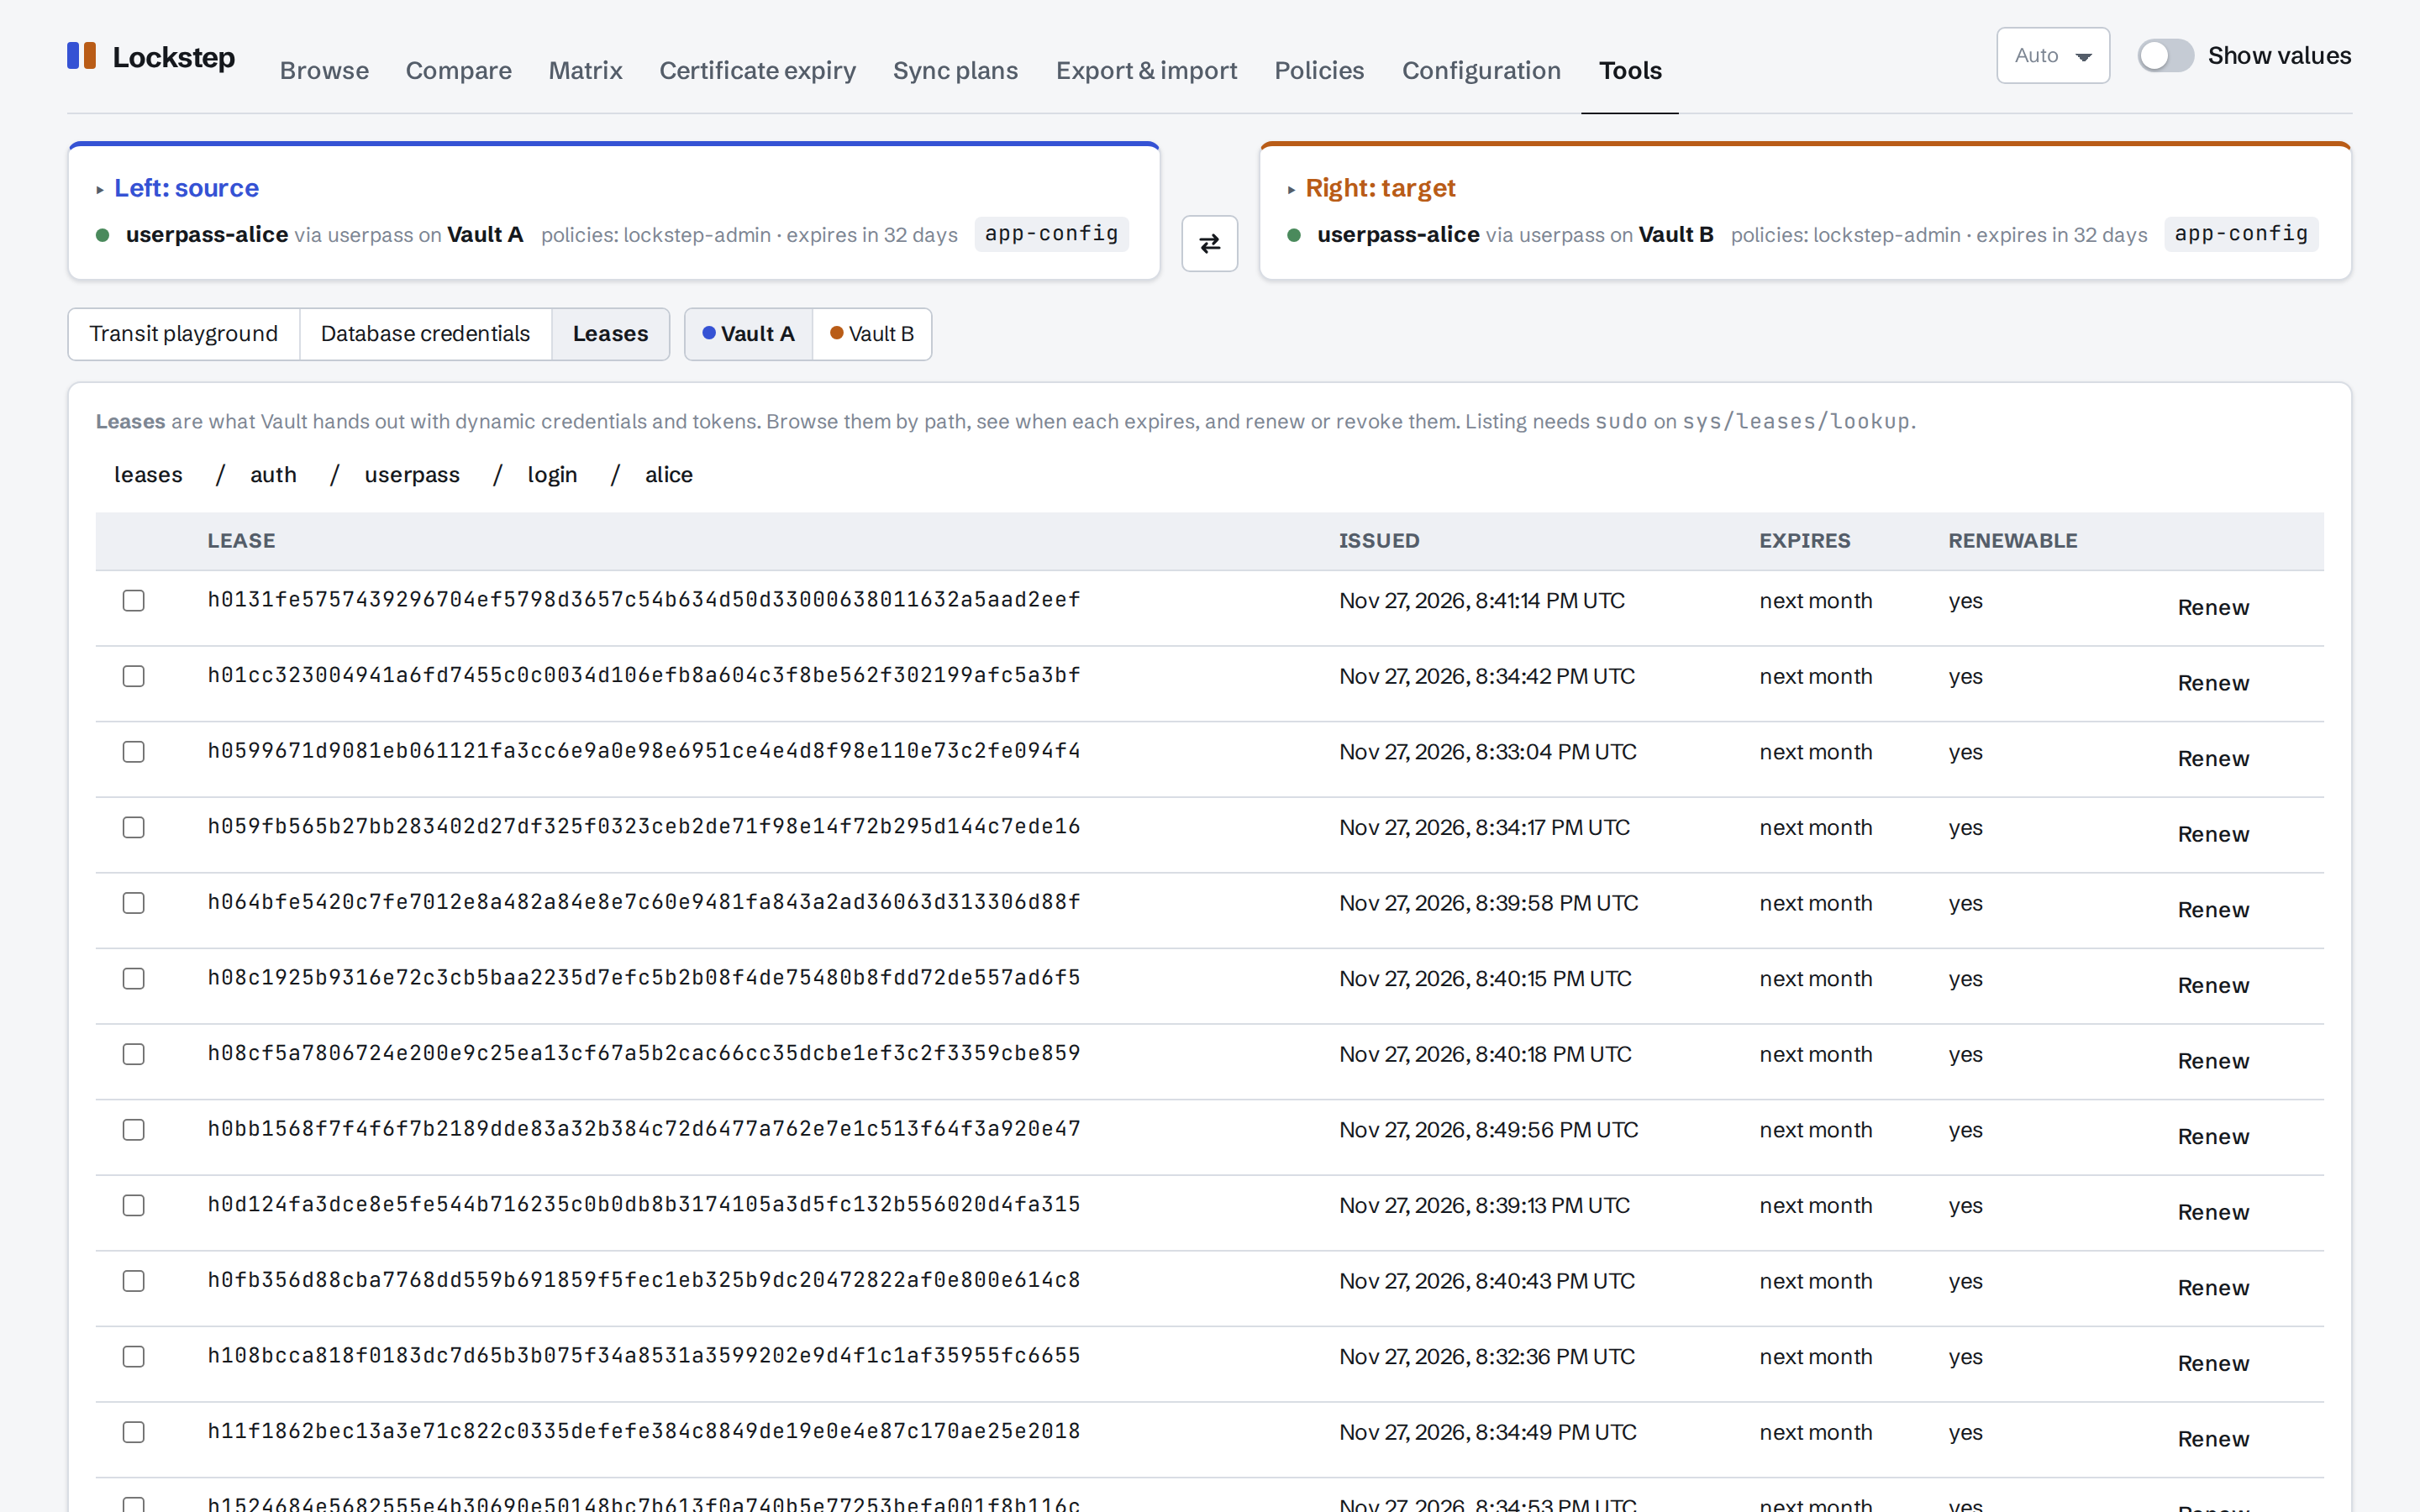 Lockstep Browse Compare Matrix Certificate expiry Sync plans Export & import Policies Configuration Tools Auto Show values
Left: source
userpass-alice via userpass on Vault A policies: lockstep-admin · expires in 32 days app-config
Right: target
userpass-alice via userpass on Vault B policies: lockstep-admin · expires in 32 days app-config
Transit playground Database credentials Leases Vault A Vault B
Leases are what Vault hands out with dynamic credentials and tokens. Browse them by path, see when each expires, and renew or revoke them. Listing needs sudo on sys/leases/lookup.
leases / auth / userpass / login / alice
LEASE ISSUED EXPIRES RENEWABLE
h0131fe5757439296704ef5798d3657c54b634d50d33000638011632a5aad2eef Nov 27, 2026, 8:41:14 PM UTC next month yes Renew
h01cc323004941a6fd7455c0c0034d106efb8a604c3f8be562f302199afc5a3bf Nov 27, 2026, 8:34:42 PM UTC next month yes Renew
h0599671d9081eb061121fa3cc6e9a0e98e6951ce4e4d8f98e110e73c2fe094f4 Nov 27, 2026, 8:33:04 PM UTC next month yes Renew
h059fb565b27bb283402d27df325f0323ceb2de71f98e14f72b295d144c7ede16 Nov 27, 2026, 8:34:17 PM UTC next month yes Renew
h064bfe5420c7fe7012e8a482a84e8e7c60e9481fa843a2ad36063d313306d88f Nov 27, 2026, 8:39:58 PM UTC next month yes Renew
h08c1925b9316e72c3cb5baa2235d7efc5b2b08f4de75480b8fdd72de557ad6f5 Nov 27, 2026, 8:40:15 PM UTC next month yes Renew
h08cf5a7806724e200e9c25ea13cf67a5b2cac66cc35dcbe1ef3c2f3359cbe859 Nov 27, 2026, 8:40:18 PM UTC next month yes Renew
h0bb1568f7f4f6f7b2189dde83a32b384c72d6477a762e7e1c513f64f3a920e47 Nov 27, 2026, 8:49:56 PM UTC next month yes Renew
h0d124fa3dce8e5fe544b716235c0b0db8b3174105a3d5fc132b556020d4fa315 Nov 27, 2026, 8:39:13 PM UTC next month yes Renew
h0fb356d88cba7768dd559b691859f5fec1eb325b9dc20472822af0e800e614c8 Nov 27, 2026, 8:40:43 PM UTC next month yes Renew
h108bcca818f0183dc7d65b3b075f34a8531a3599202e9d4f1c1af35955fc6655 Nov 27, 2026, 8:32:36 PM UTC next month yes Renew
h11f1862bec13a3e71c822c0335defefe384c8849de19e0e4e87c170ae25e2018 Nov 27, 2026, 8:34:49 PM UTC next month yes Renew
h1524684e5682555e4b30690e50148bc7b613f0a740b5e77253befa001f8b116c Nov 27, 2026, 8:34:53 PM UTC next month yes